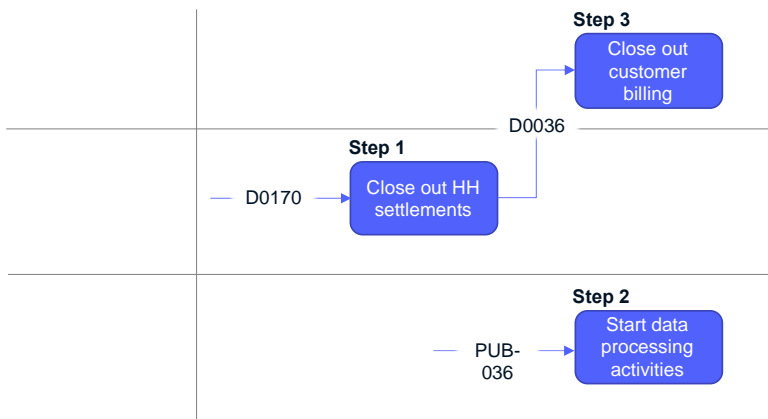 Step 3
Close out
customer
billing
D0036
Step 1
Close out HH
settlements
D0170
Step 2
Start data
processing
activities
PUB-
036